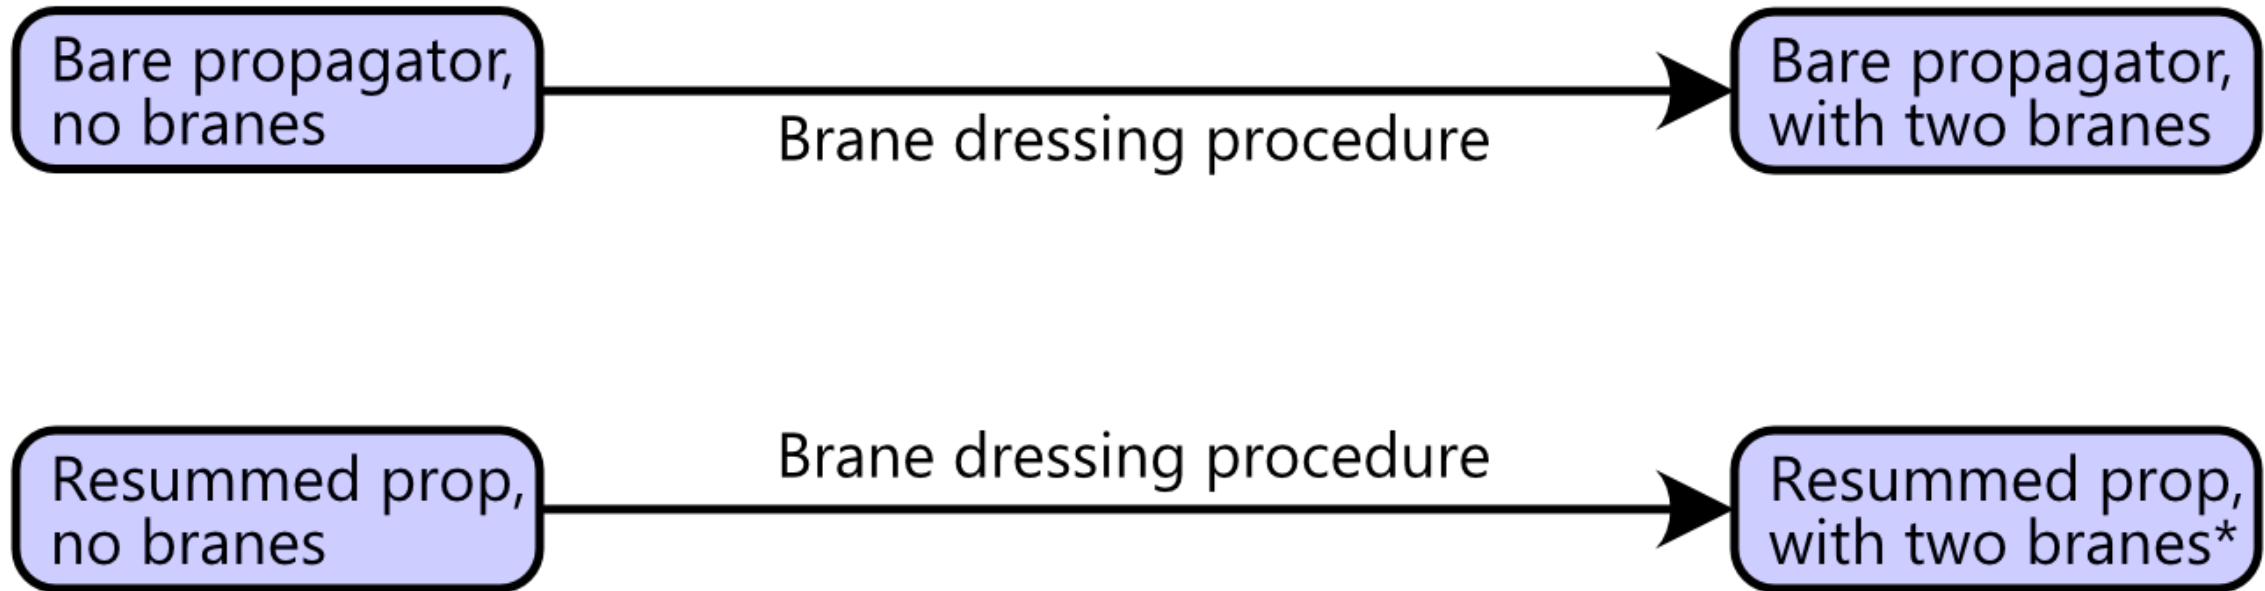 Bare propagator,
no branes
Brane dressing procedure
Bare propagator,
with two branes
Resummed prop,
no branes
Brane dressing procedure
Resummed prop,
with two branes*